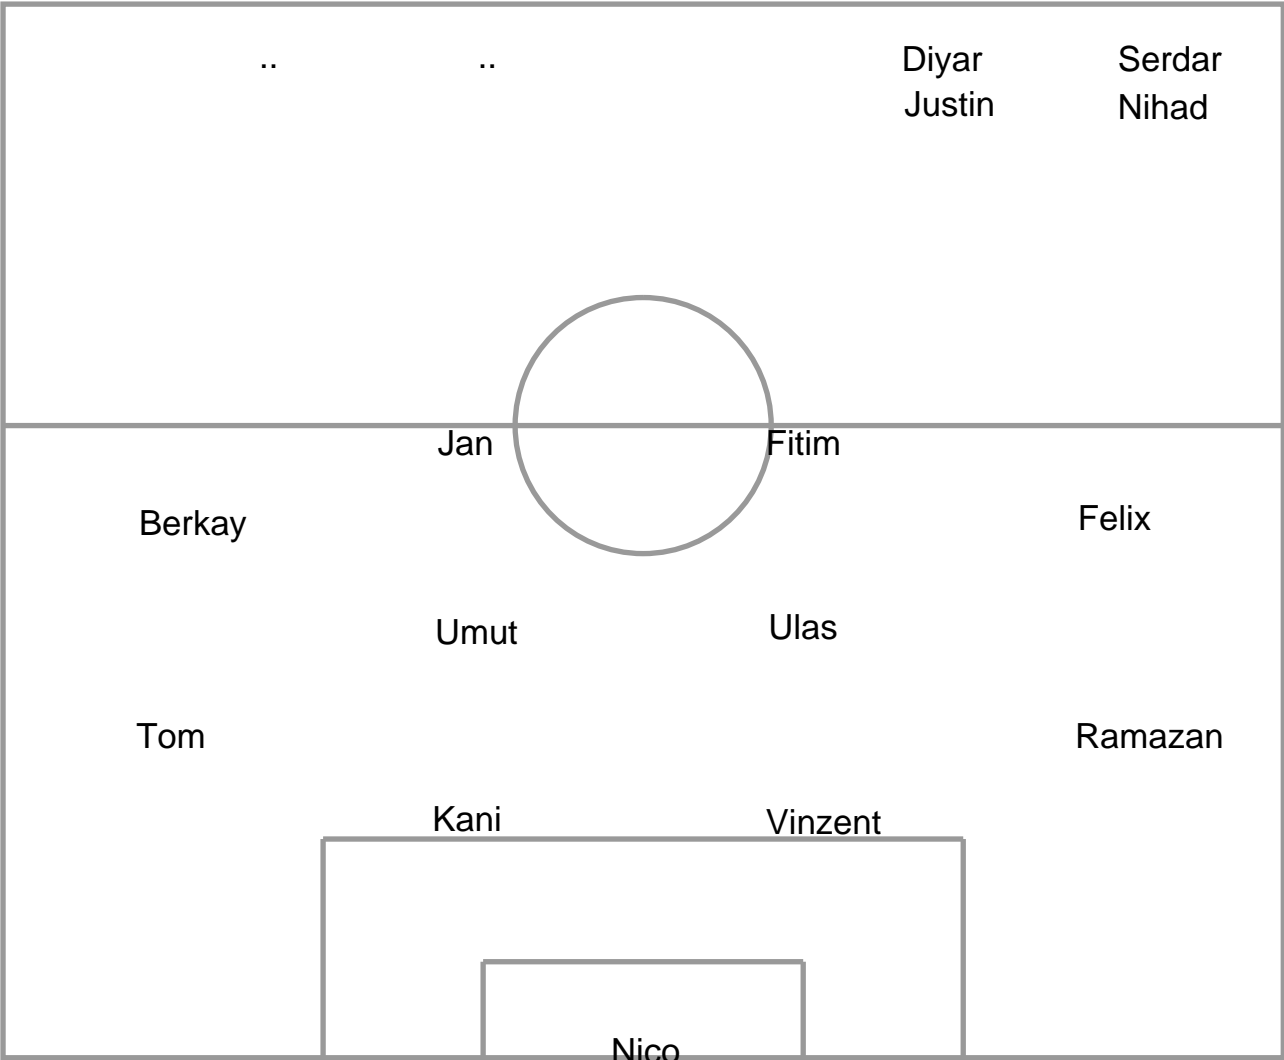 .. .. Diyar Serdar
Justin Nihad
Jan Fitim
Berkay Felix
Umut Ulas
Tom Ramazan
Kani Vinzent
Nico